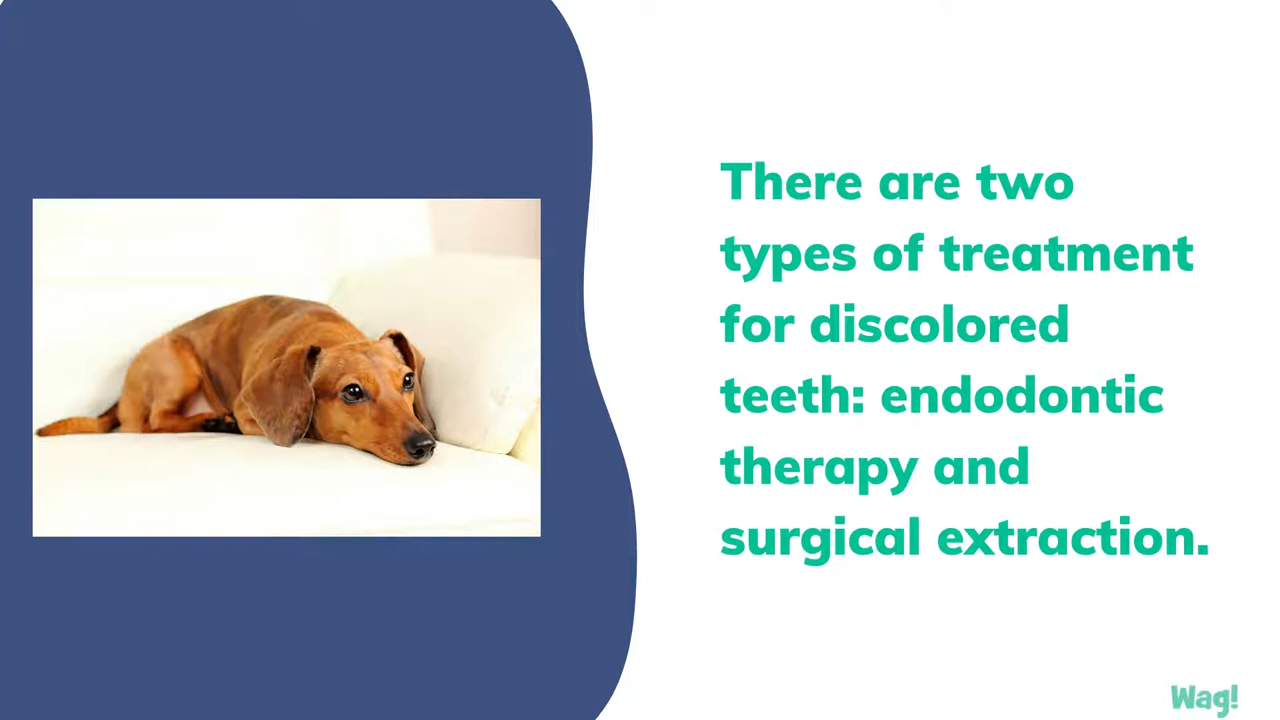 There are two
types of treatment
for discolored
teeth: endodontic
therapy and
surgical extraction.
Wag!